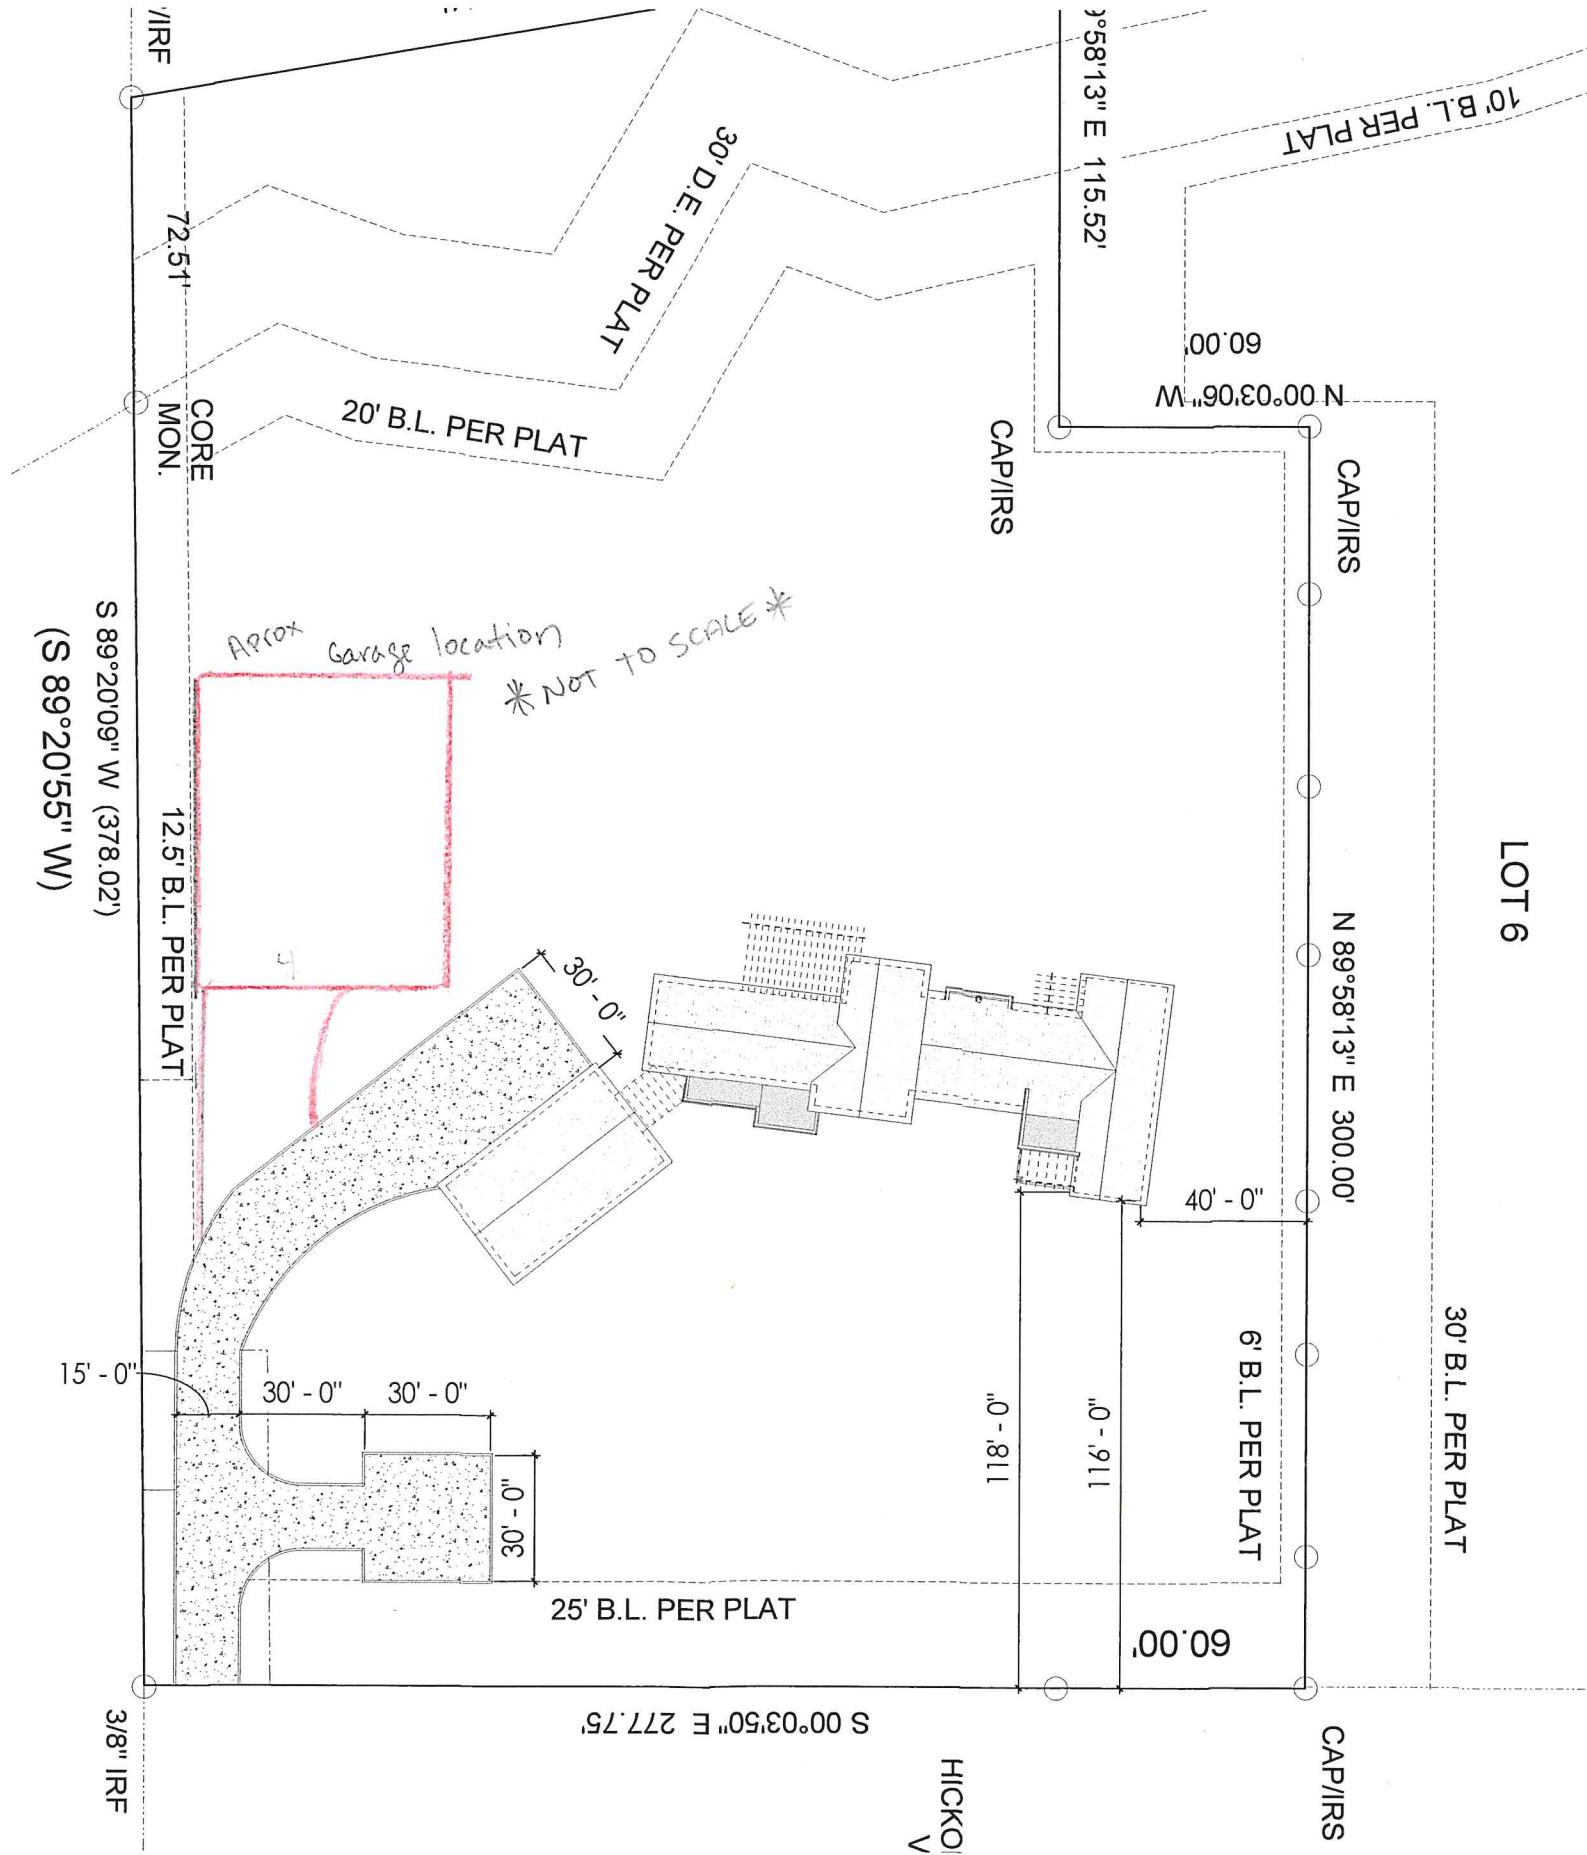 /IRF
9°58'13" E 115.52'
10' B.L. PER PLAT
30' D.E. PER PLAT
72.51'
60.00'
N 00°03'06" W
CORE
MON.
20' B.L. PER PLAT
CAP/IRS
CAP/IRS
Aprox Garage location
*NOT TO SCALE*
S 89°20'09" W (378.02')
(S 89°20'55" W)
12.5' B.L. PER PLAT
4
LOT 6
N 89°58'13" E 300.00'
30' - 0"
40' - 0"
15' - 0"
30' - 0"
30' - 0"
30' - 0"
118' - 0"
116' - 0"
6' B.L. PER PLAT
30' B.L. PER PLAT
25' B.L. PER PLAT
60.00'
S 00°03'50" E 277.75'
3/8" IRF
HICKO
V
CAP/IRS